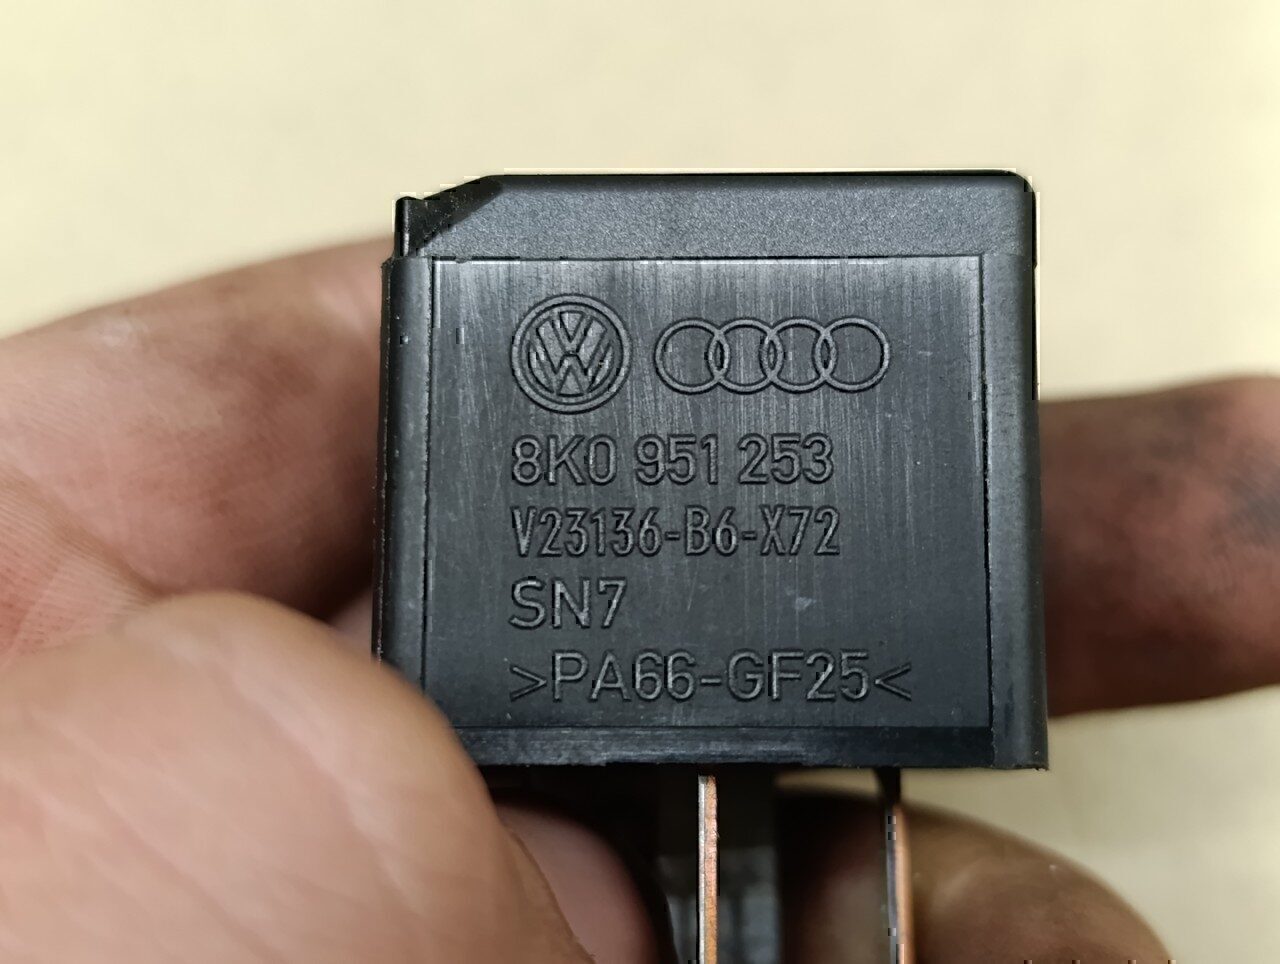 8K0 951 253
V23136-B6-X72
SN7
>PA66-GF25<